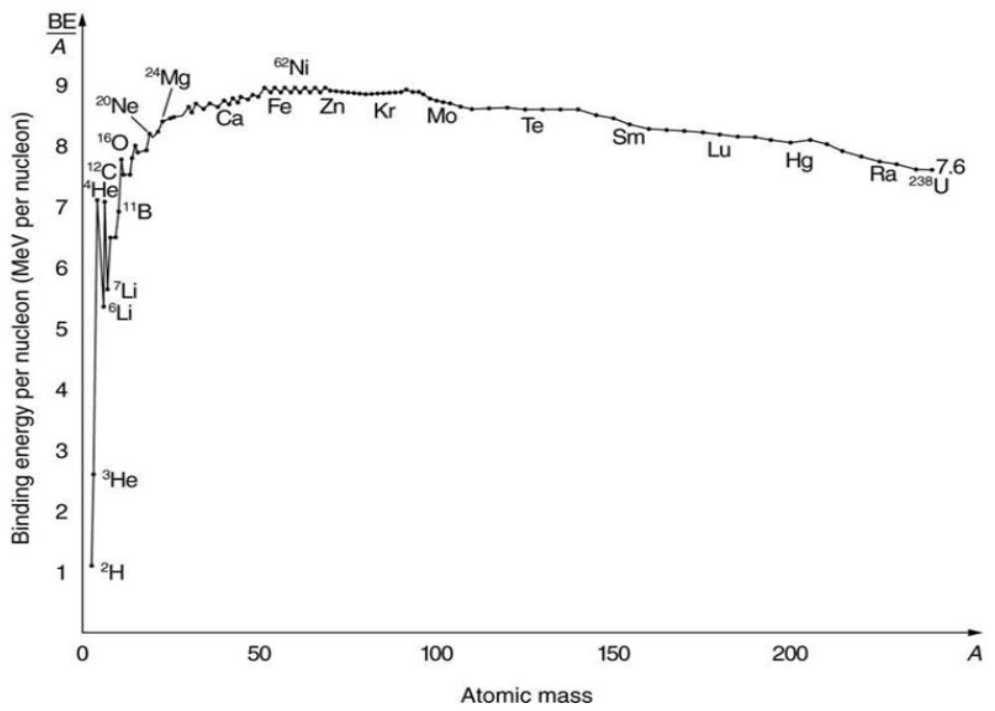 BE
A
9
8
7
6
5
4
3
2
1
Binding energy per nucleon (MeV per nucleon)
²⁴Mg
²⁰Ne
¹⁶O
¹²C
⁴He
¹¹B
⁷Li
⁶Li
³He
²H
⁶²Ni
Ca
Fe
Zn
Kr
Mo
Te
Sm
Lu
Hg
Ra
7.6
²³⁸U
0 50 100 150 200 A
Atomic mass